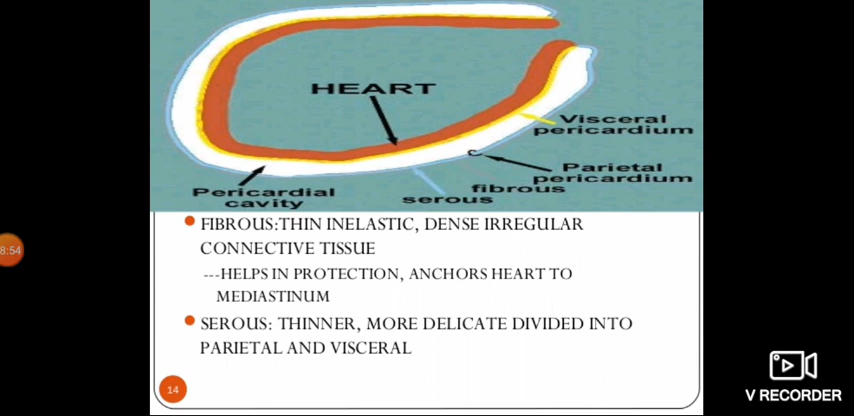 HEART
Visceral
pericardium
Parietal
pericardium
fibrous
serous
Pericardial
cavity
FIBROUS:THIN INELASTIC, DENSE IRREGULAR
CONNECTIVE TISSUE
---HELPS IN PROTECTION, ANCHORS HEART TO
MEDIASTINUM
SEROUS: THINNER, MORE DELICATE DIVIDED INTO
PARIETAL AND VISCERAL
14
8:54
V RECORDER